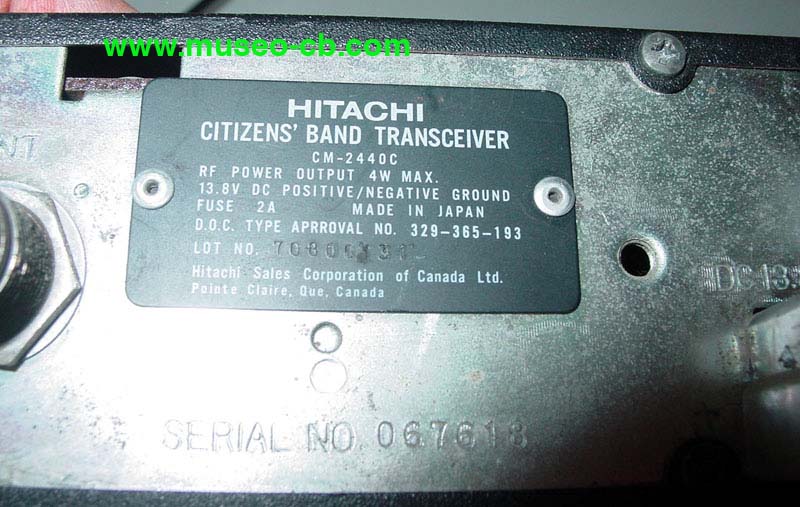 www.museo-cb.com
HITACHI
CITIZENS' BAND TRANSCEIVER
CM-2440C
RF POWER OUTPUT 4W MAX.
13.8V DC POSITIVE/NEGATIVE GROUND
FUSE 2A MADE IN JAPAN
D.O.C. TYPE APRROVAL NO. 329-365-193
LOT NO.
Hitachi Sales Corporation of Canada Ltd.
Pointe Claire, Que, Canada
SERIAL NO. 067618